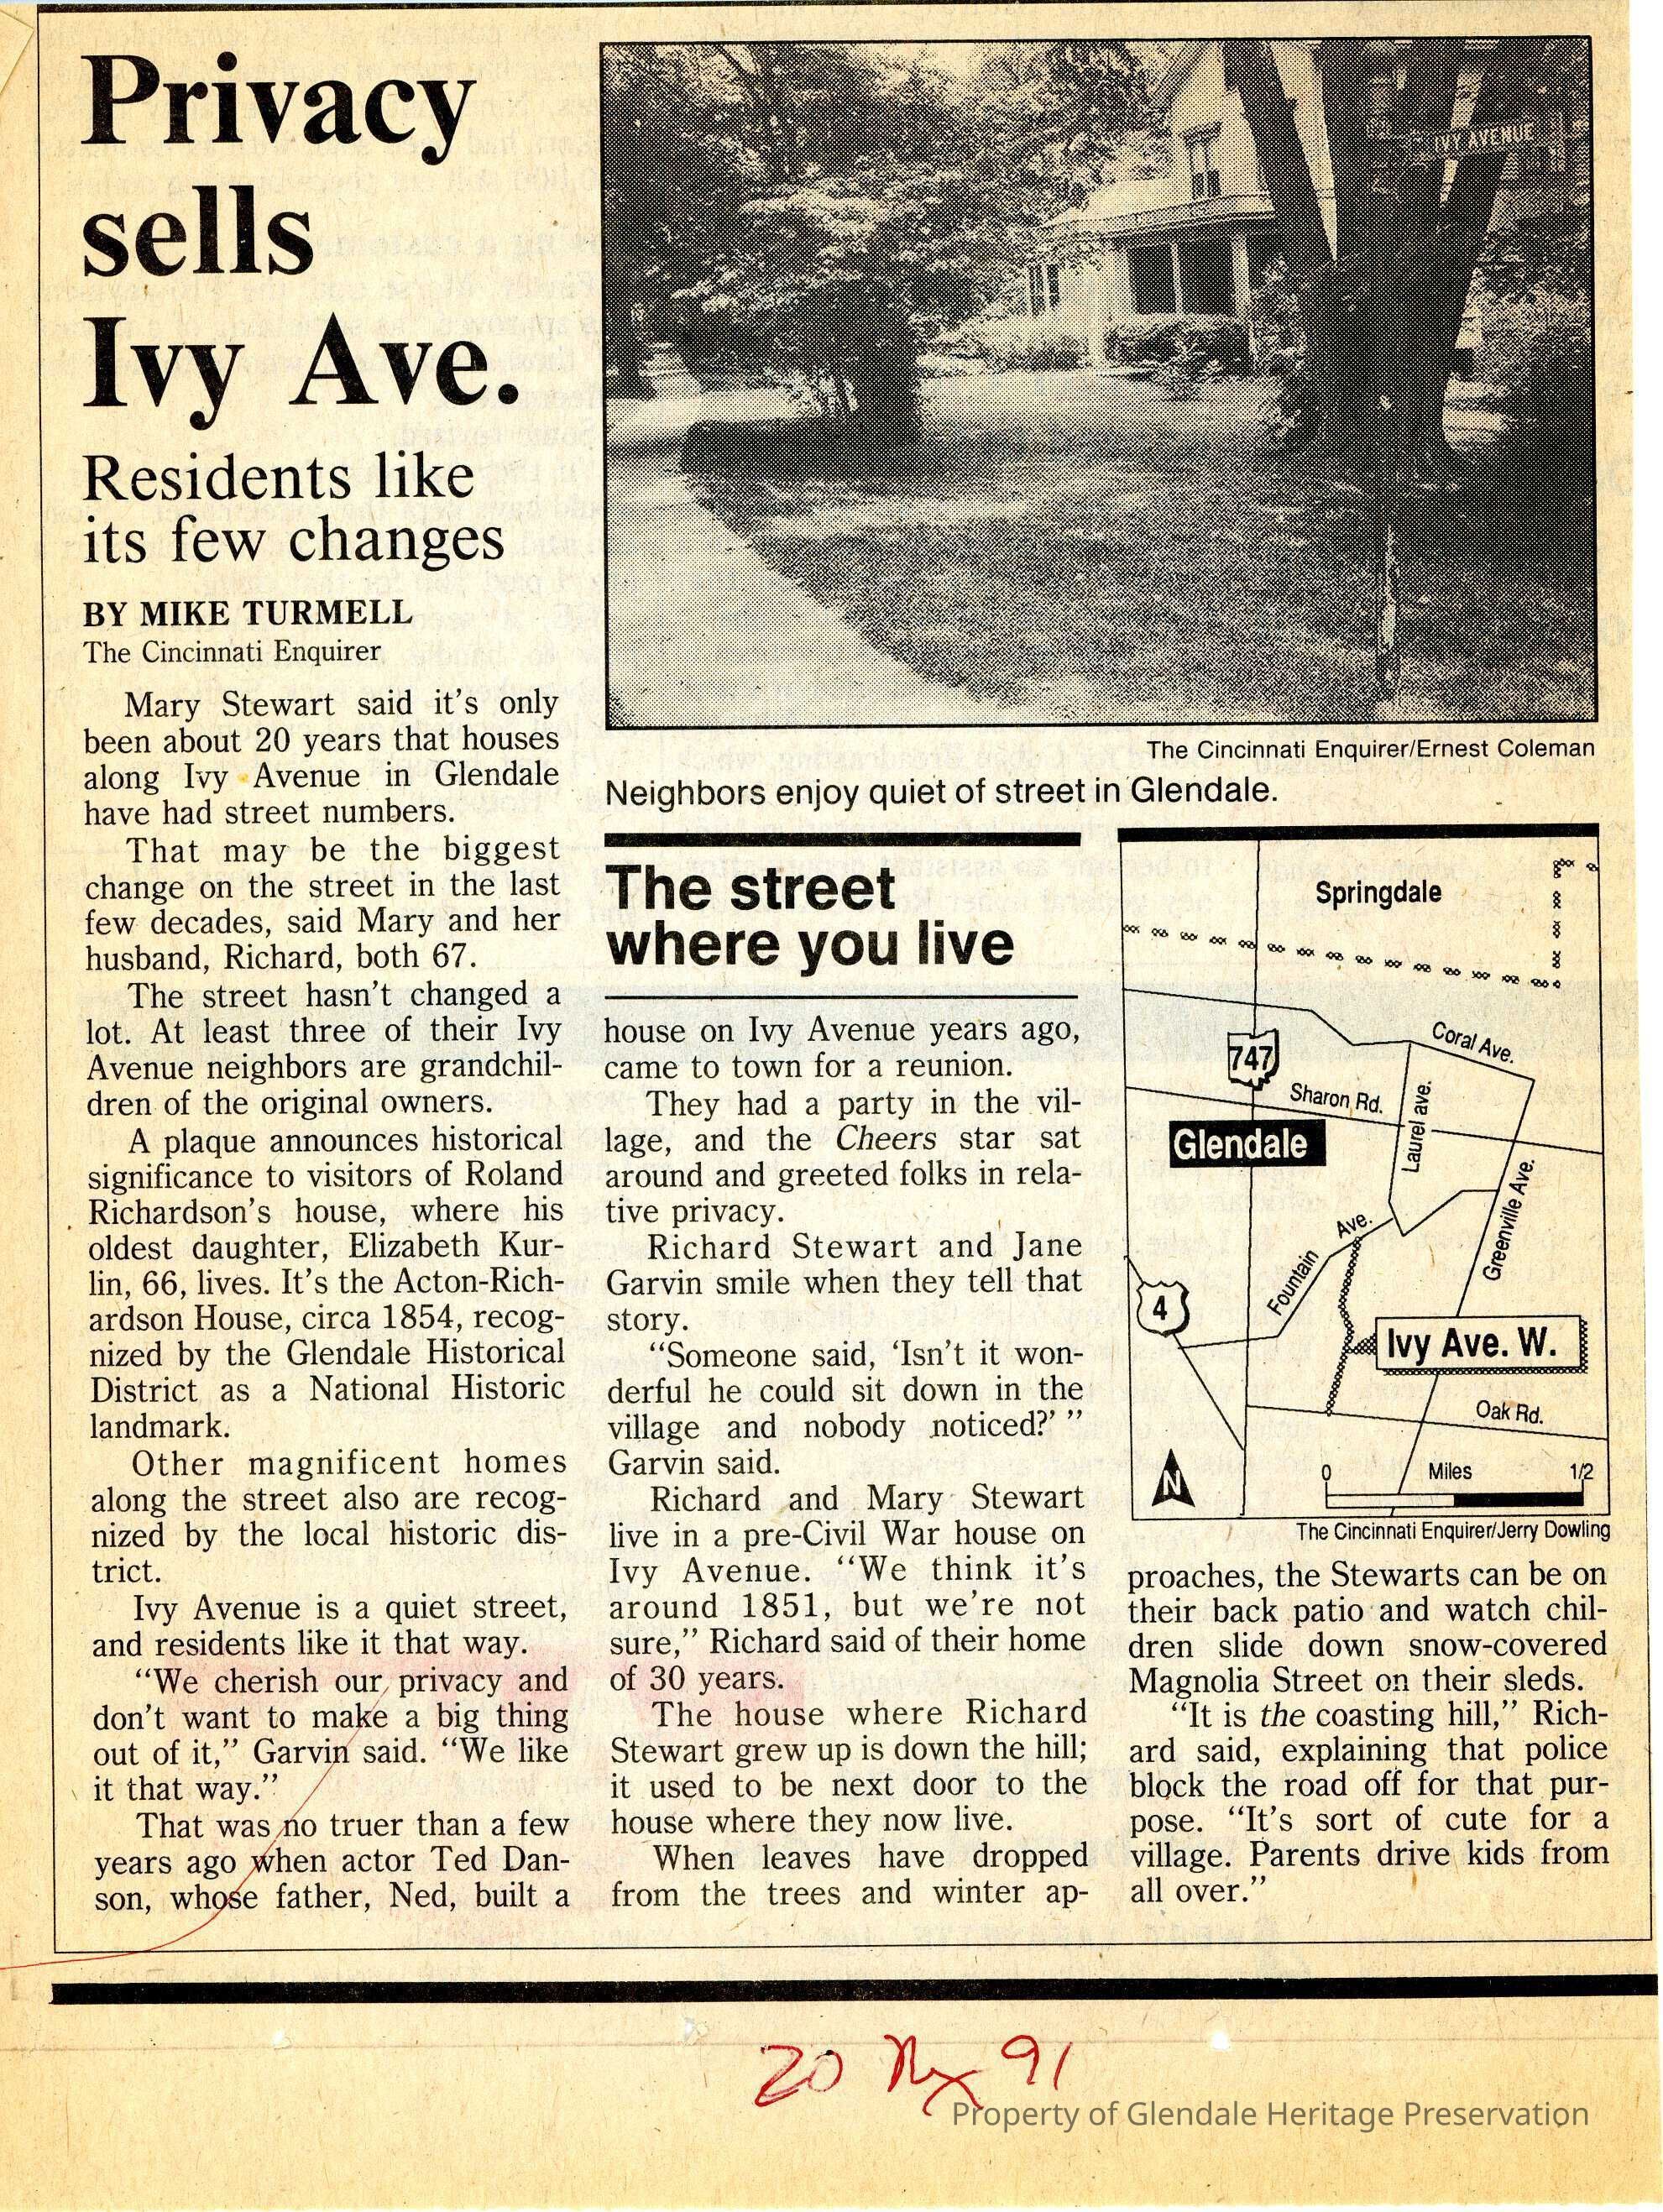 Privacy
sells
Ivy Ave.
Residents like
its few changes
BY MIKE TURMELL
The Cincinnati Enquirer
Mary Stewart said it's only
been about 20 years that houses
along Ivy Avenue in Glendale
have had street numbers.
That may be the biggest
change on the street in the last
few decades, said Mary and her
husband, Richard, both 67.
The street hasn't changed a
lot. At least three of their Ivy
Avenue neighbors are grandchil-
dren of the original owners.
A plaque announces historical
significance to visitors of Roland
Richardson's house, where his
oldest daughter, Elizabeth Kur-
lin, 66, lives. It's the Acton-Rich-
ardson House, circa 1854, recog-
nized by the Glendale Historical
District as a National Historic
landmark.
Other magnificent homes
along the street also are recog-
nized by the local historic dis-
trict.
Ivy Avenue is a quiet street,
and residents like it that way.
“We cherish our privacy and
don't want to make a big thing
out of it,” Garvin said. “We like
it that way.”
That was no truer than a few
years ago when actor Ted Dan-
son, whose father, Ned, built a
IVY AVENUE
The Cincinnati Enquirer/Ernest Coleman
Neighbors enjoy quiet of street in Glendale.
The street
where you live
house on Ivy Avenue years ago,
came to town for a reunion.
They had a party in the vil-
lage, and the Cheers star sat
around and greeted folks in rela-
tive privacy.
Richard Stewart and Jane
Garvin smile when they tell that
story.
“Someone said, ‘Isn't it won-
derful he could sit down in the
village and nobody noticed?’ ”
Garvin said.
Richard and Mary Stewart
live in a pre-Civil War house on
Ivy Avenue. “We think it's
around 1851, but we're not
sure,” Richard said of their home
of 30 years.
The house where Richard
Stewart grew up is down the hill;
it used to be next door to the
house where they now live.
When leaves have dropped
from the trees and winter ap-
Springdale
Coral Ave.
747
Sharon Rd.
Laurel ave.
Glendale
Greenville Ave.
Fountain Ave.
4
Ivy Ave. W.
Oak Rd.
N
0 Miles 1/2
The Cincinnati Enquirer/Jerry Dowling
proaches, the Stewarts can be on
their back patio and watch chil-
dren slide down snow-covered
Magnolia Street on their sleds.
“It is the coasting hill,” Rich-
ard said, explaining that police
block the road off for that pur-
pose. “It's sort of cute for a
village. Parents drive kids from
all over.”
20 91
Property of Glendale Heritage Preservation